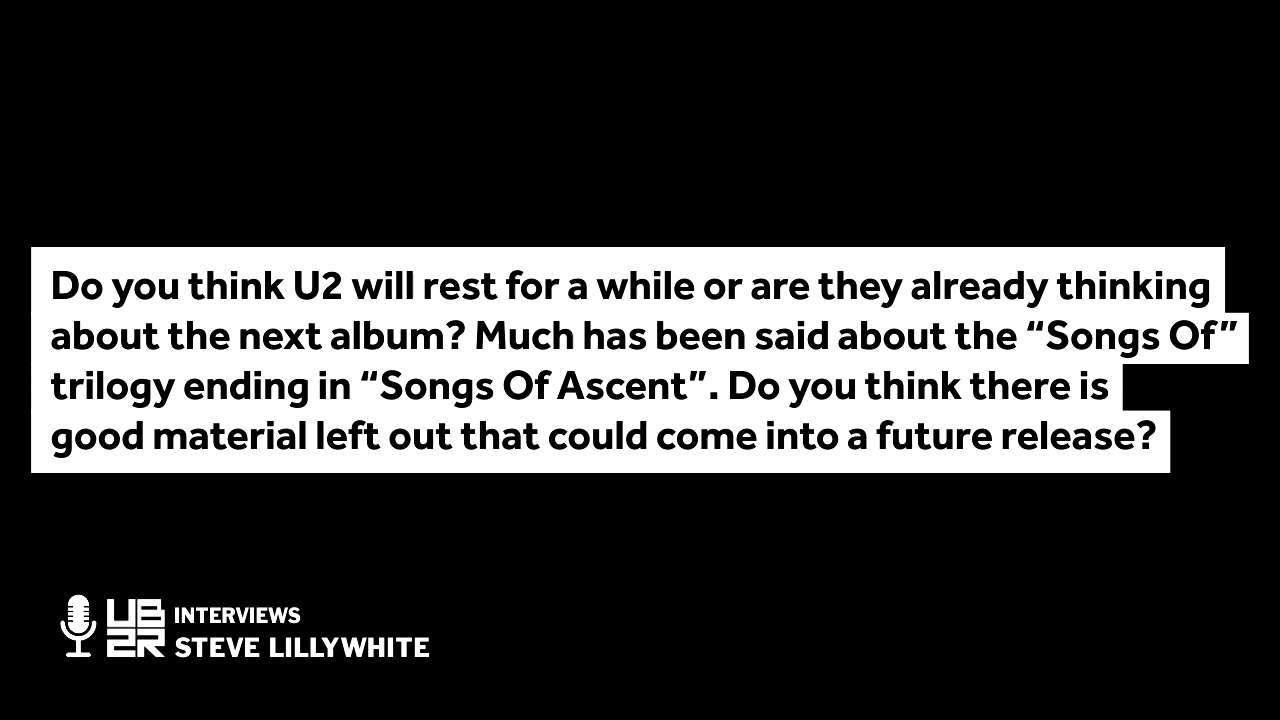 Do you think U2 will rest for a while or are they already thinking
about the next album? Much has been said about the “Songs Of”
trilogy ending in “Songs Of Ascent”. Do you think there is
good material left out that could come into a future release?
UB
2R
INTERVIEWS
STEVE LILLYWHITE